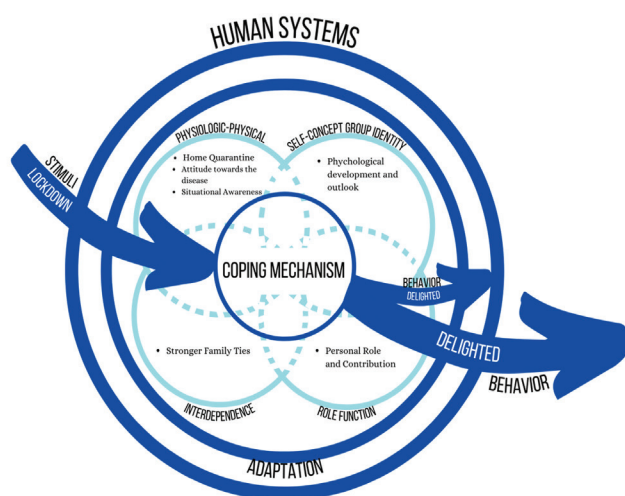 HUMAN SYSTEMS
PHYSIOLOGIC-PHYSICAL
SELF-CONCEPT GROUP IDENTITY
• Home Quarantine
• Attitude towards the
disease
• Situational Awareness
• Phychological
development and
outlook
STIMULI
LOCKDOWN
COPING MECHANISM
BEHAVIOR
DELIGHTED
DELIGHTED
BEHAVIOR
• Stronger Family Ties
• Personal Role
and Contribution
INTERDEPENDENCE
ROLE FUNCTION
ADAPTATION